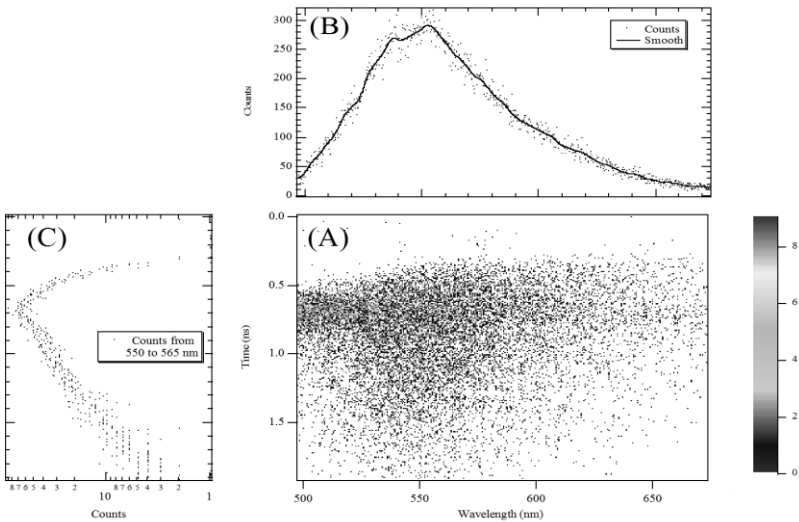 (B)
Counts
Smooth
300
250
200
150
100
50
0
Counts
500
550
600
(C)
Counts from
550 to 565 nm
8 7 6 5 4 3 2 10 8 7 6 5 4 3 2 1
Counts
(A)
0.0
0.5
1.0
1.5
Time (ns)
500 550 600 650
Wavelength (nm)
8
6
4
2
0